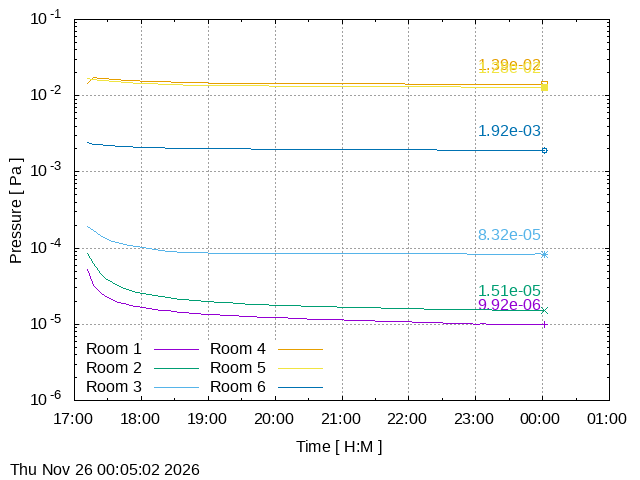 10^-1
10^-2
10^-3
10^-4
10^-5
10^-6
Pressure [ Pa ]
1.39e-02
1.92e-03
8.32e-05
1.51e-05
9.92e-06
Room 1 Room 4
Room 2 Room 5
Room 3 Room 6
17:00 18:00 19:00 20:00 21:00 22:00 23:00 00:00 01:00
Time [ H:M ]
Thu Nov 26 00:05:02 2026